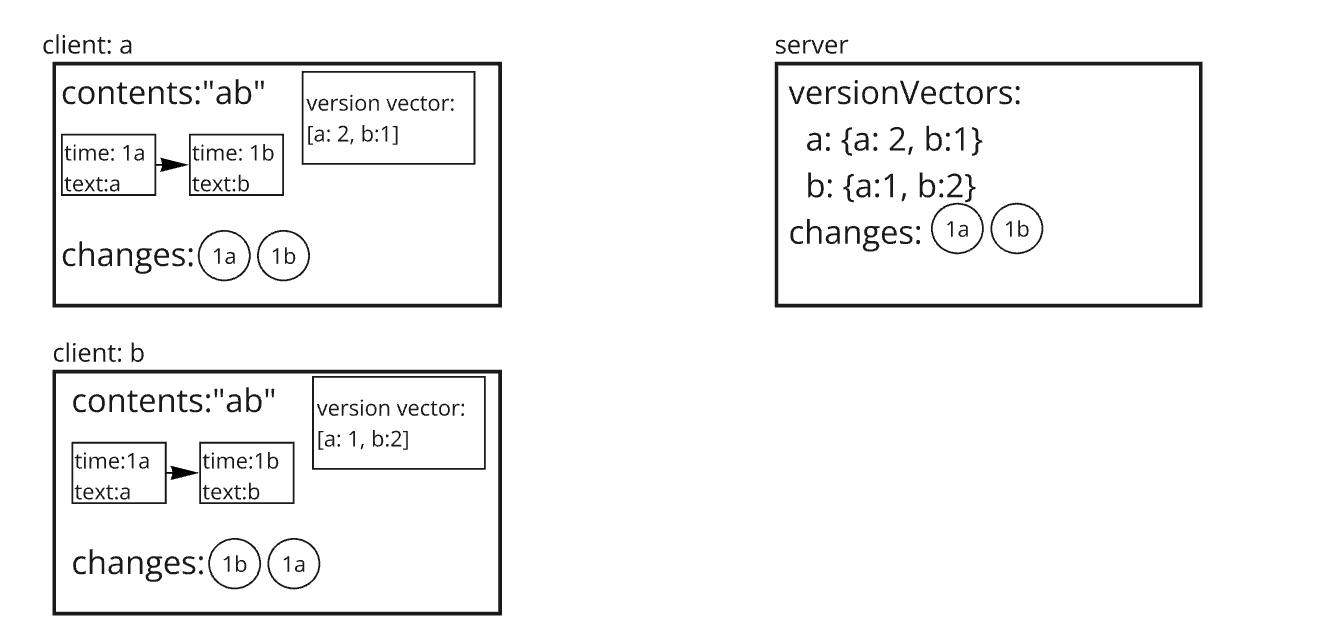 client: a
contents:"ab"
version vector:
[a: 2, b:1]
time: 1a
text:a
time: 1b
text:b
changes: 1a 1b
client: b
contents:"ab"
version vector:
[a: 1, b:2]
time:1a
text:a
time:1b
text:b
changes: 1b 1a
server
versionVectors:
a: {a: 2, b:1}
b: {a:1, b:2}
changes: 1a 1b